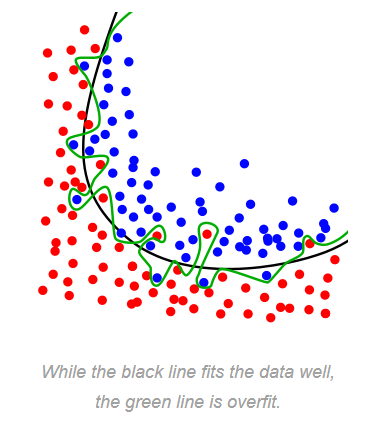 While the black line fits the data well,
the green line is overfit.